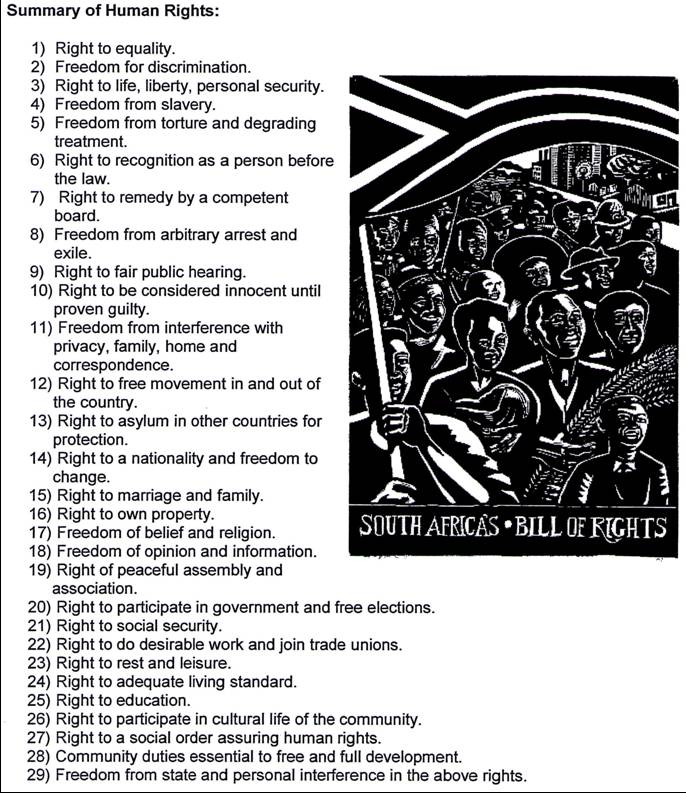 Summary of Human Rights:
1) Right to equality.
2) Freedom for discrimination.
3) Right to life, liberty, personal security.
4) Freedom from slavery.
5) Freedom from torture and degrading
treatment.
6) Right to recognition as a person before
the law.
7) Right to remedy by a competent
board.
8) Freedom from arbitrary arrest and
exile.
9) Right to fair public hearing.
10) Right to be considered innocent until
proven guilty.
11) Freedom from interference with
privacy, family, home and
correspondence.
12) Right to free movement in and out of
the country.
13) Right to asylum in other countries for
protection.
14) Right to a nationality and freedom to
change.
15) Right to marriage and family.
16) Right to own property.
17) Freedom of belief and religion.
18) Freedom of opinion and information.
19) Right of peaceful assembly and
association.
20) Right to participate in government and free elections.
21) Right to social security.
22) Right to do desirable work and join trade unions.
23) Right to rest and leisure.
24) Right to adequate living standard.
25) Right to education.
26) Right to participate in cultural life of the community.
27) Right to a social order assuring human rights.
28) Community duties essential to free and full development.
29) Freedom from state and personal interference in the above rights.
SOUTH AFRICA'S • BILL OF RIGHTS